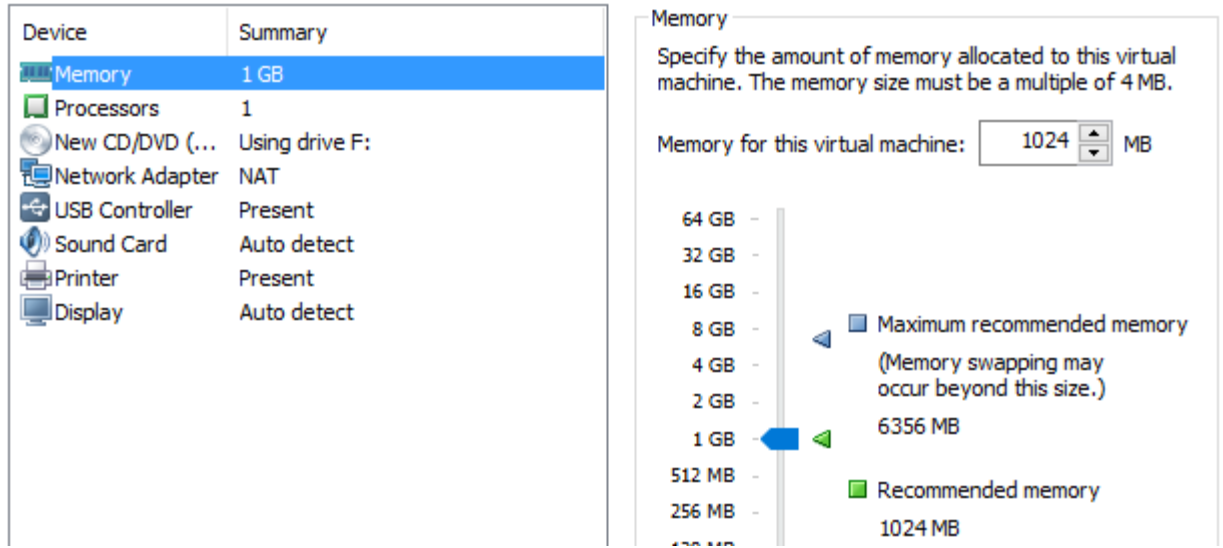 Device Summary
Memory 1 GB
Processors 1
New CD/DVD (... Using drive F:
Network Adapter NAT
USB Controller Present
Sound Card Auto detect
Printer Present
Display Auto detect
Memory
Specify the amount of memory allocated to this virtual
machine. The memory size must be a multiple of 4 MB.
Memory for this virtual machine: 1024 MB
64 GB
32 GB
16 GB
8 GB
4 GB
2 GB
1 GB
512 MB
256 MB
Maximum recommended memory
(Memory swapping may
occur beyond this size.)
6356 MB
Recommended memory
1024 MB